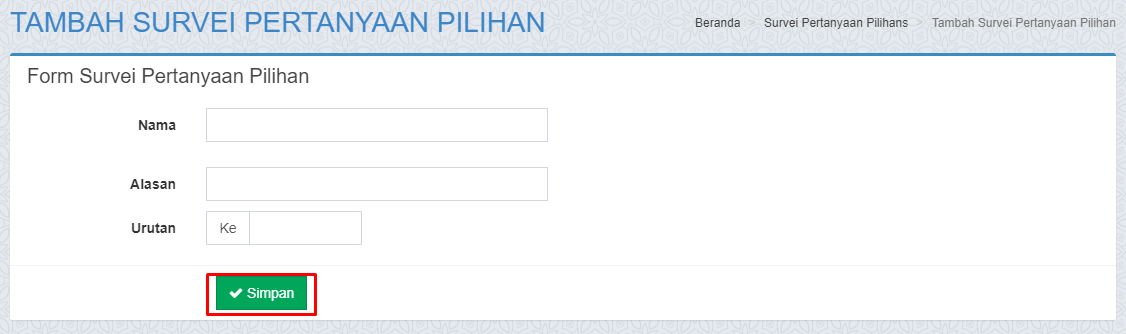 TAMBAH SURVEI PERTANYAAN PILIHAN
Beranda > Survei Pertanyaan Pilihans > Tambah Survei Pertanyaan Pilihan
Form Survei Pertanyaan Pilihan
Nama
Alasan
Urutan Ke
Simpan